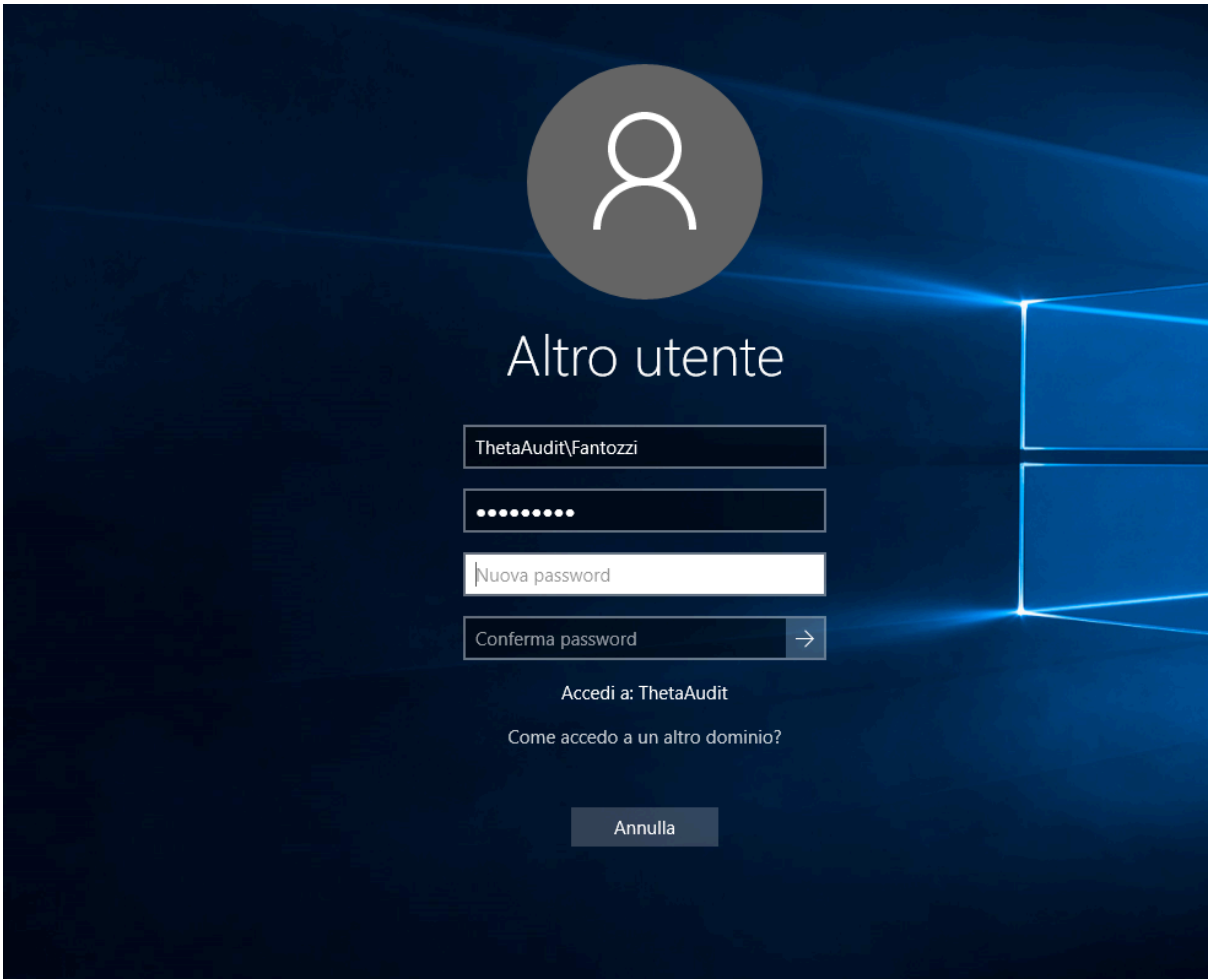 Altro utente
ThetaAudit\Fantozzi
●●●●●●●●●
Nuova password
Conferma password
Accedi a: ThetaAudit
Come accedo a un altro dominio?
Annulla